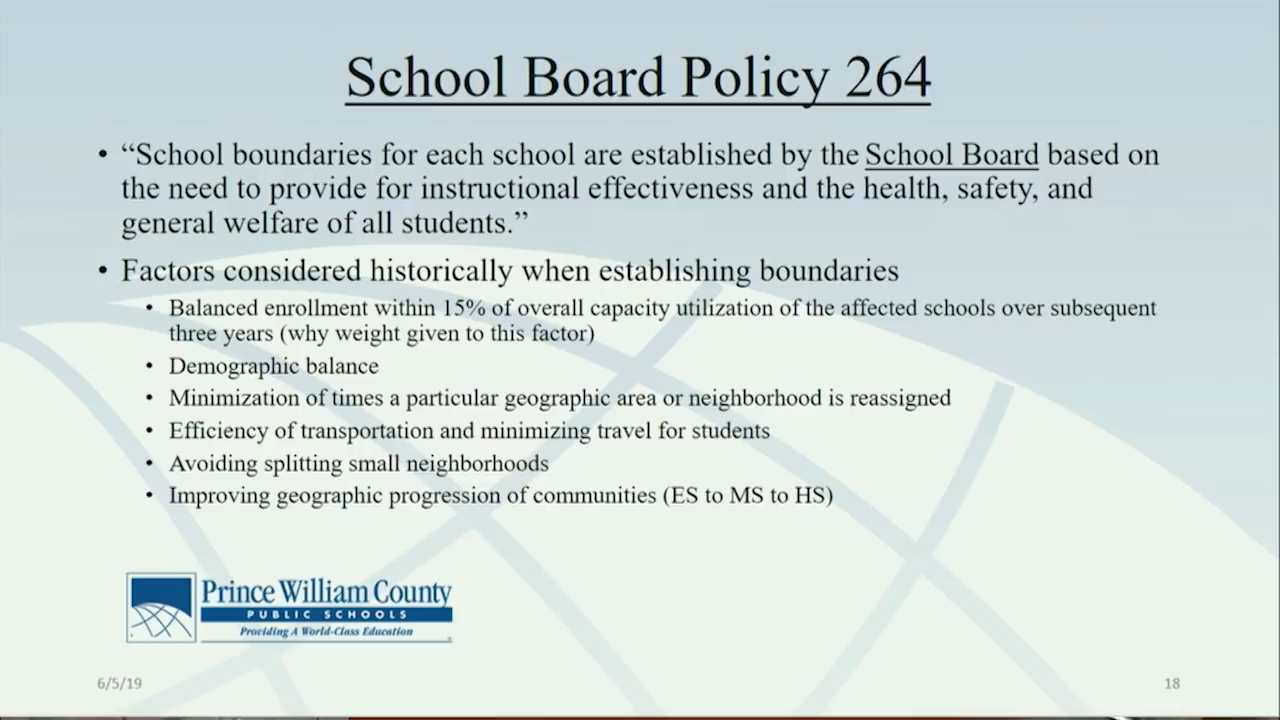 School Board Policy 264
• “School boundaries for each school are established by the School Board based on
the need to provide for instructional effectiveness and the health, safety, and
general welfare of all students.”
• Factors considered historically when establishing boundaries
• Balanced enrollment within 15% of overall capacity utilization of the affected schools over subsequent
three years (why weight given to this factor)
• Demographic balance
• Minimization of times a particular geographic area or neighborhood is reassigned
• Efficiency of transportation and minimizing travel for students
• Avoiding splitting small neighborhoods
• Improving geographic progression of communities (ES to MS to HS)
Prince William County
PUBLIC SCHOOLS
Providing A World-Class Education
6/5/19
18